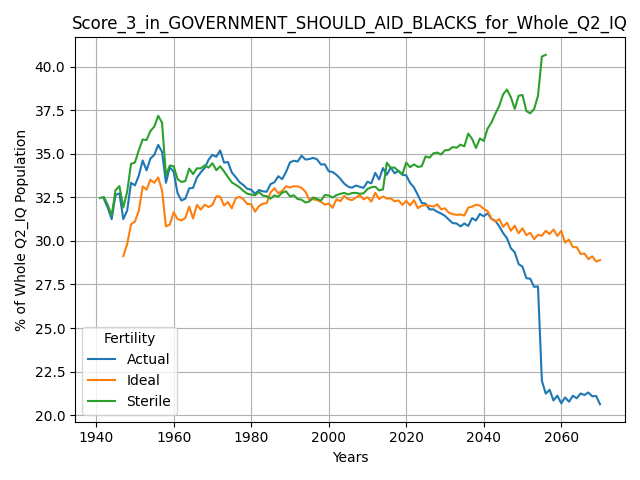 Score_3_in_GOVERNMENT_SHOULD_AID_BLACKS_for_Whole_Q2_IQ
% of Whole Q2_IQ Population
40.0
37.5
35.0
32.5
30.0
27.5
25.0
22.5
20.0
Fertility
Actual
Ideal
Sterile
1940 1960 1980 2000 2020 2040 2060
Years